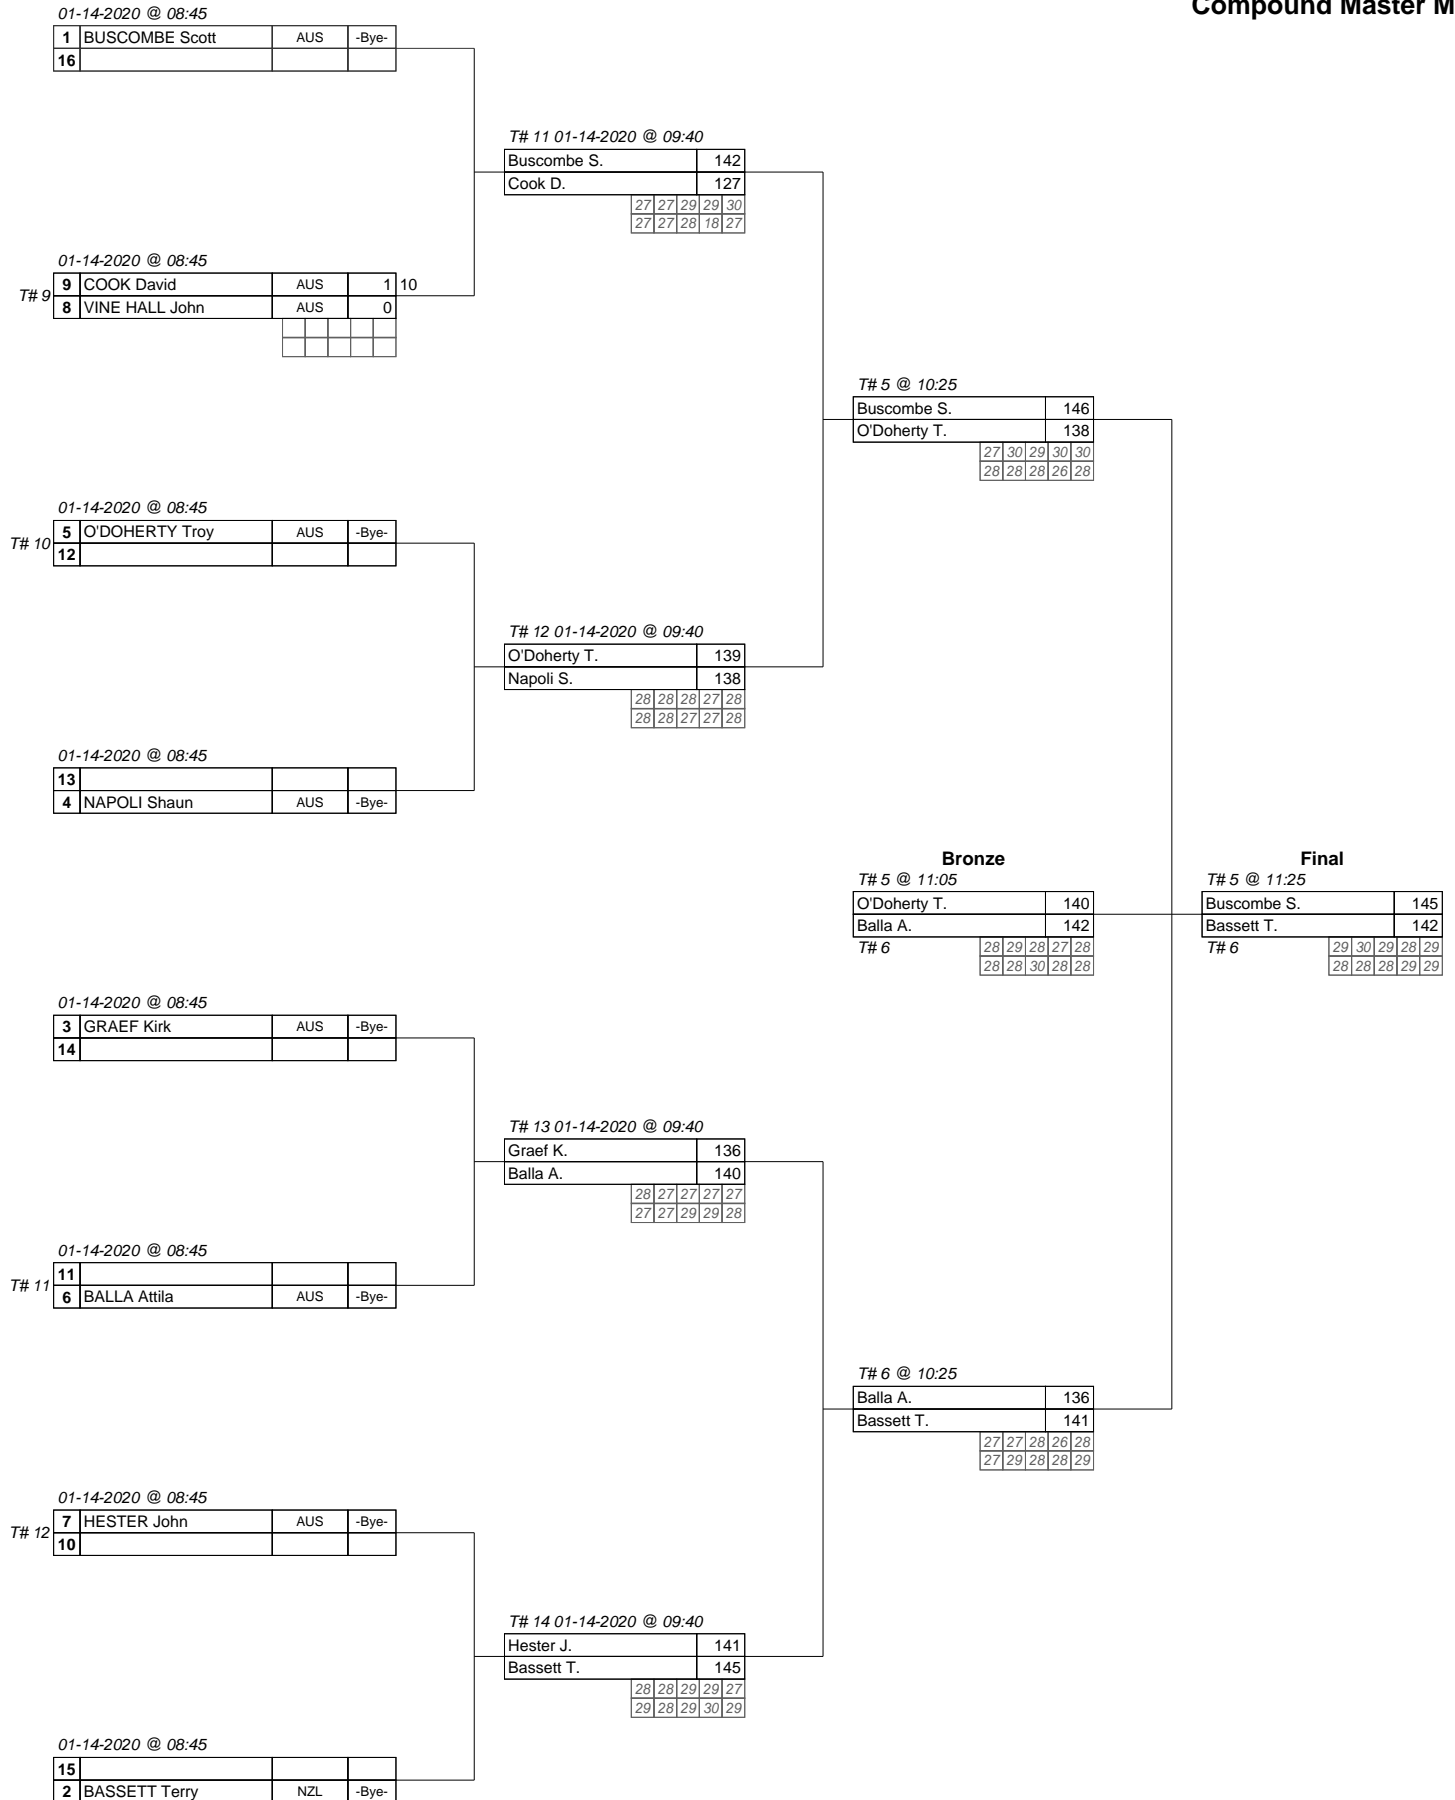 Compound Master M
01-14-2020 @ 08:45
1 BUSCOMBE Scott AUS -Bye-
16
T# 11 01-14-2020 @ 09:40
Buscombe S. 142
Cook D. 127
27 27 29 29 30
27 27 28 18 27
01-14-2020 @ 08:45
T# 9
9 COOK David AUS 1 10
8 VINE HALL John AUS 0
T# 5 @ 10:25
Buscombe S. 146
O'Doherty T. 138
27 30 29 30 30
28 28 28 26 28
01-14-2020 @ 08:45
T# 10
5 O'DOHERTY Troy AUS -Bye-
12
T# 12 01-14-2020 @ 09:40
O'Doherty T. 139
Napoli S. 138
28 28 28 27 28
28 28 27 27 28
01-14-2020 @ 08:45
13
4 NAPOLI Shaun AUS -Bye-
Bronze
T# 5 @ 11:05
O'Doherty T. 140
Balla A. 142
T# 6 28 29 28 27 28
28 28 30 28 28
Final
T# 5 @ 11:25
Buscombe S. 145
Bassett T. 142
T# 6 29 30 29 28 29
28 28 28 29 29
01-14-2020 @ 08:45
3 GRAEF Kirk AUS -Bye-
14
T# 13 01-14-2020 @ 09:40
Graef K. 136
Balla A. 140
28 27 27 27 27
27 27 29 29 28
01-14-2020 @ 08:45
T# 11
11
6 BALLA Attila AUS -Bye-
T# 6 @ 10:25
Balla A. 136
Bassett T. 141
27 27 28 26 28
27 29 28 28 29
01-14-2020 @ 08:45
T# 12
7 HESTER John AUS -Bye-
10
T# 14 01-14-2020 @ 09:40
Hester J. 141
Bassett T. 145
28 28 29 29 27
29 28 29 30 29
01-14-2020 @ 08:45
15
2 BASSETT Terry NZL -Bye-